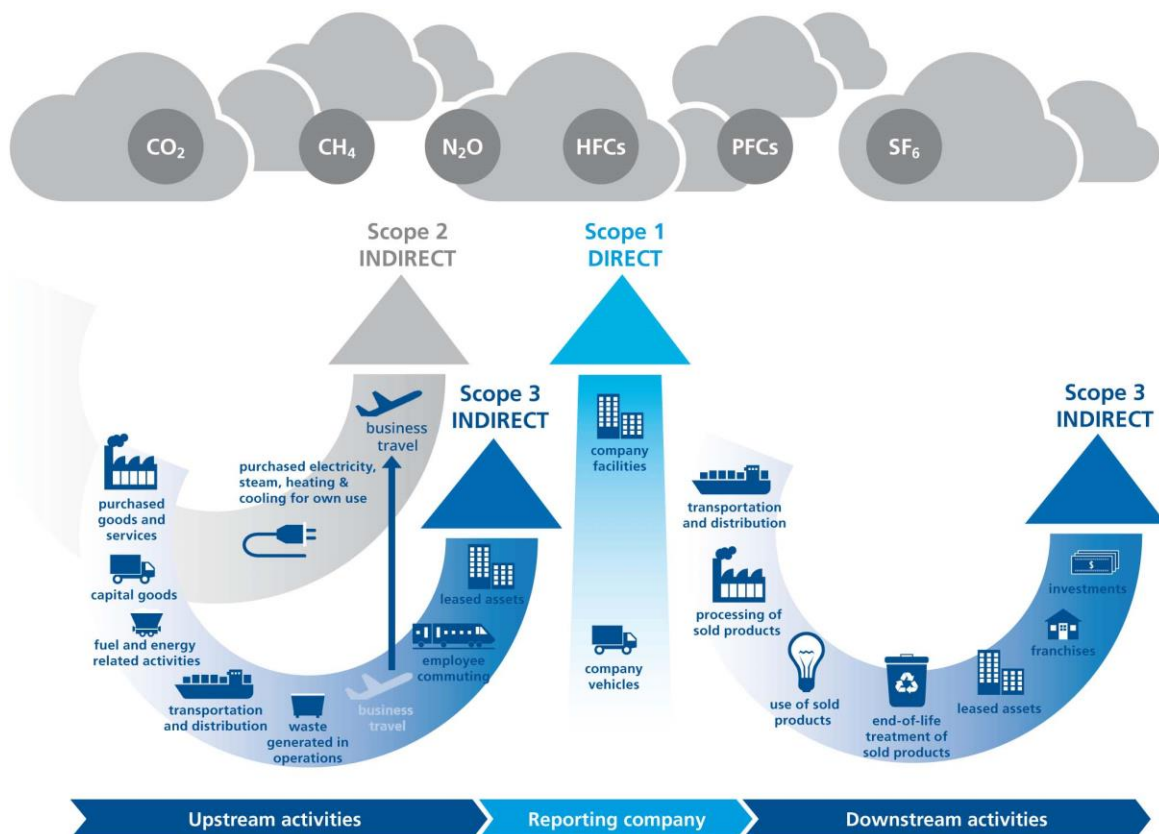 CO₂
CH₄
N₂O
HFCs
PFCs
SF₆
Scope 2
INDIRECT
Scope 1
DIRECT
Scope 3
INDIRECT
Scope 3
INDIRECT
business
travel
purchased electricity,
steam, heating &
cooling for own use
purchased
goods and
services
capital goods
fuel and energy
related activities
transportation
and distribution
waste
generated in
operations
business
travel
employee
commuting
leased assets
company
facilities
company
vehicles
transportation
and distribution
processing of
sold products
use of sold
products
end-of-life
treatment of
sold products
leased assets
franchises
$
investments
Upstream activities
Reporting company
Downstream activities